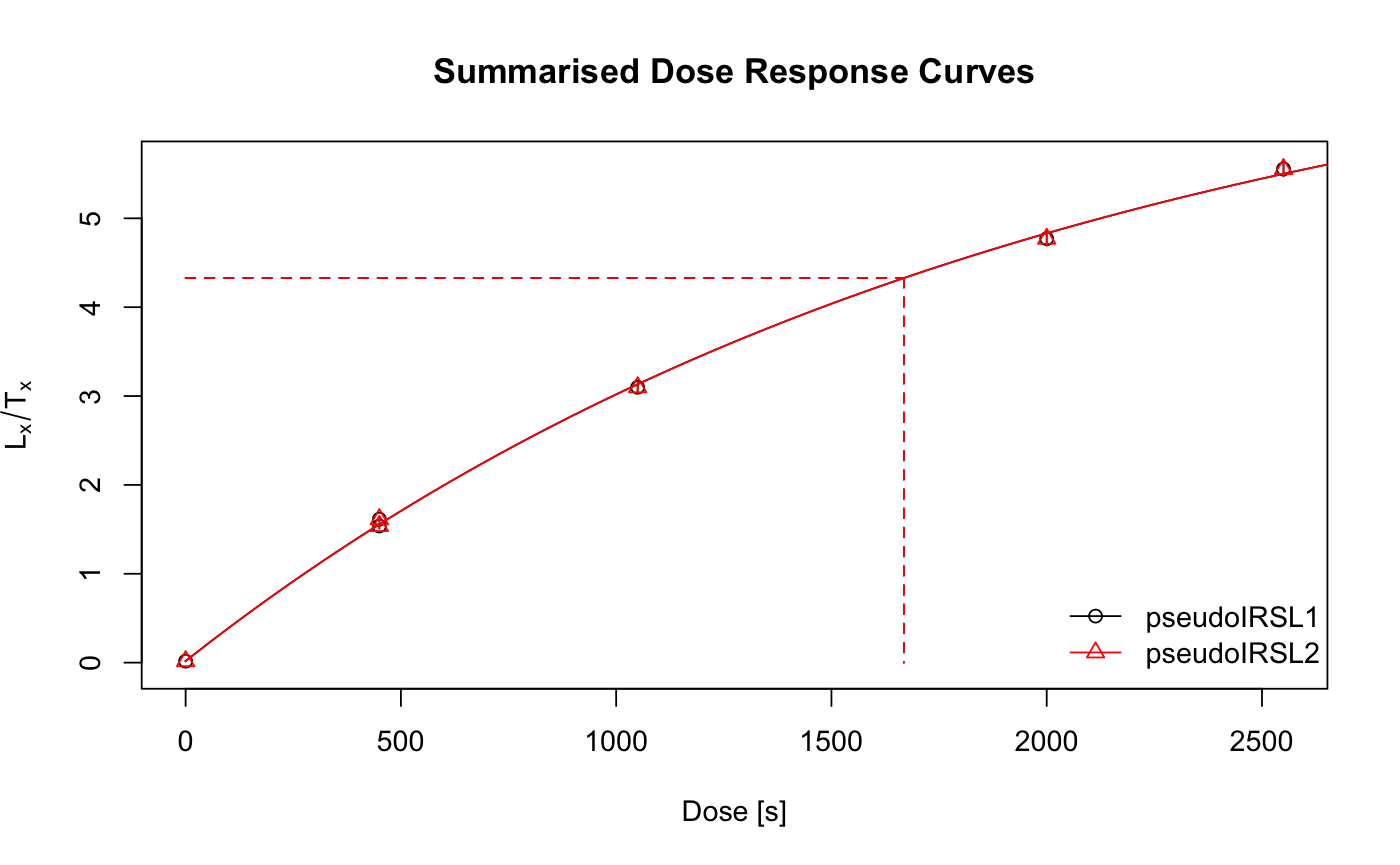 Summarised Dose Response Curves
Lx/Tx
5
4
3
2
1
0
pseudoIRSL1
pseudoIRSL2
0 500 1000 1500 2000 2500
Dose [s]